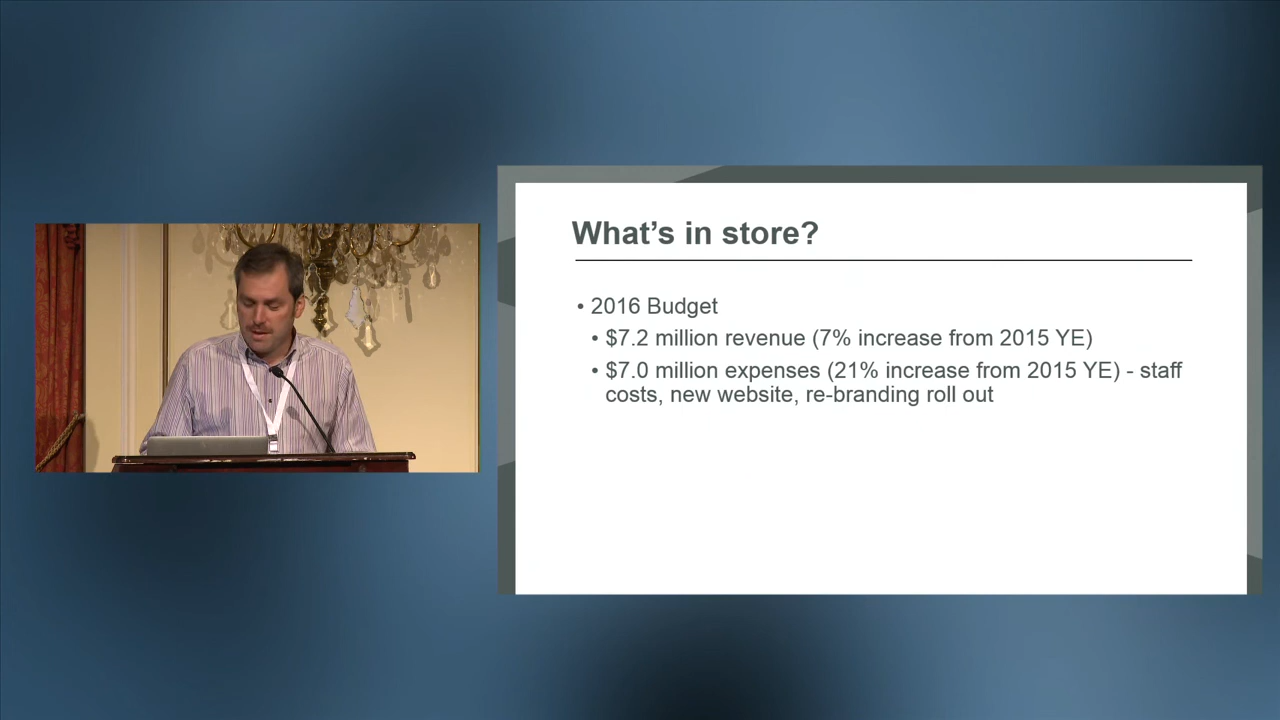 What's in store?
• 2016 Budget
• $7.2 million revenue (7% increase from 2015 YE)
• $7.0 million expenses (21% increase from 2015 YE) - staff
costs, new website, re-branding roll out